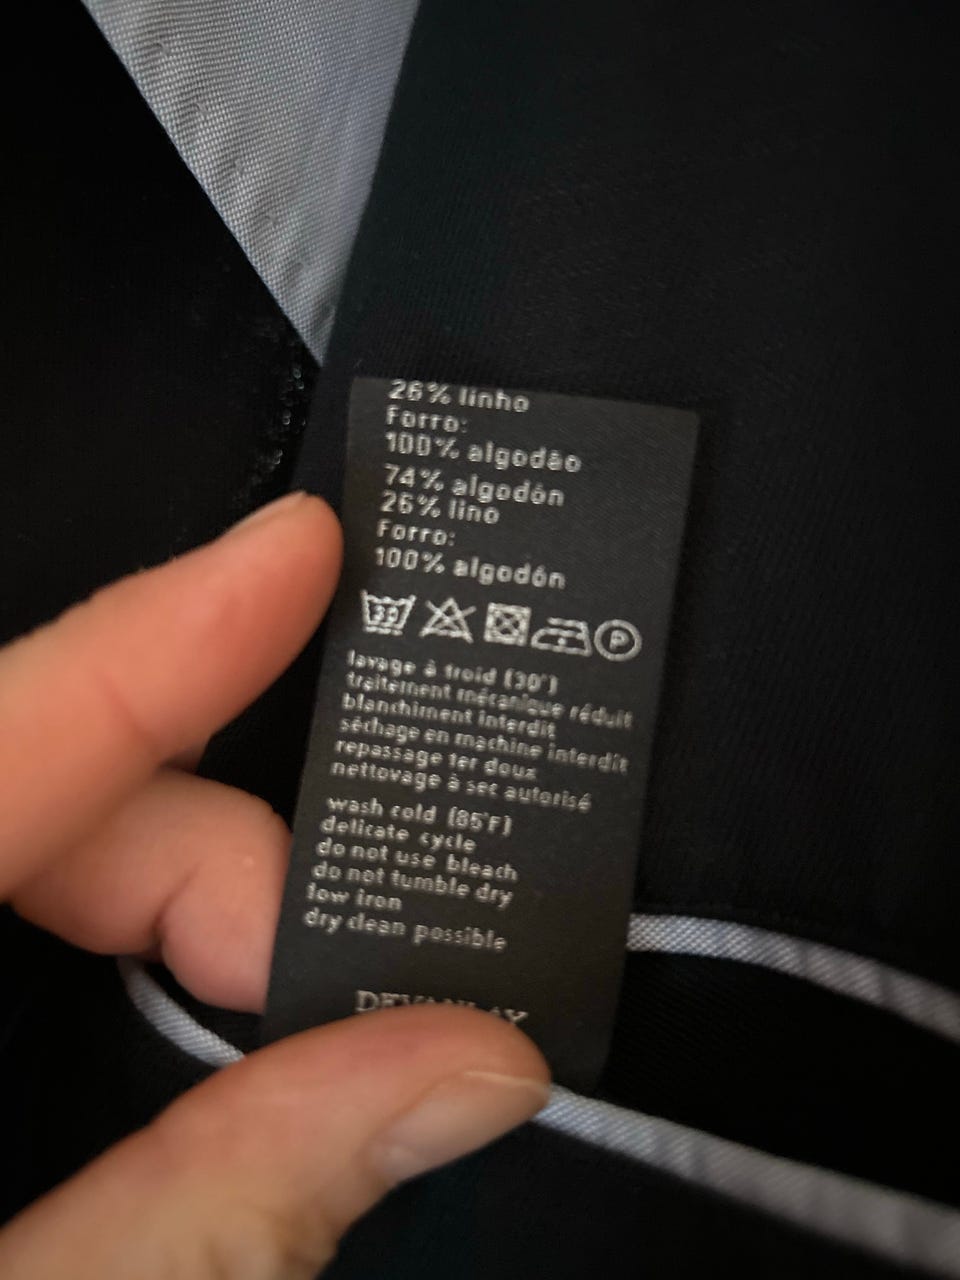 26% linho
Forro:
100% algodão
74% algodón
26% lino
Forro:
100% algodón
30 P
lavage à froid (30°)
traitement mécanique réduit
blanchiment interdit
séchage en machine interdit
repassage fer doux
nettovage à sec autorisé
wash cold (85°F)
delicate cycle
do not use bleach
do not tumble dry
low iron
dry clean possible